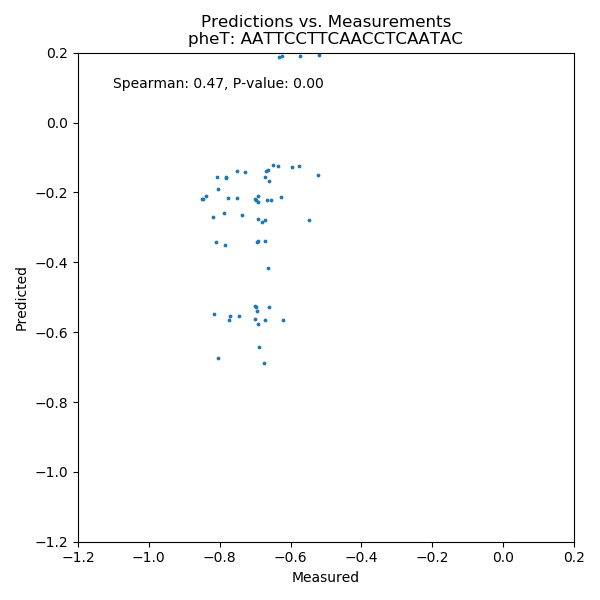 Predictions vs. Measurements
pheT: AATTCCTTCAACCTCAATAC
Spearman: 0.47, P-value: 0.00
0.2
0.0
−0.2
−0.4
−0.6
−0.8
−1.0
−1.2
Predicted
−1.2 −1.0 −0.8 −0.6 −0.4 −0.2 0.0 0.2
Measured